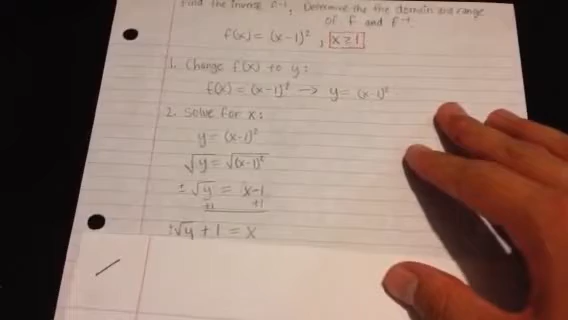 Find the Inverse f⁻¹, Determine the the domain and range
of f and f⁻¹.
f(x) = (x-1)² , x ≥ 1
1. Change f(x) to y:
f(x) = (x-1)² → y = (x-1)²
2. Solve for x:
y = (x-1)²
√y = √(x-1)²
± √y = x-1
+1 +1
±√y + 1 = x